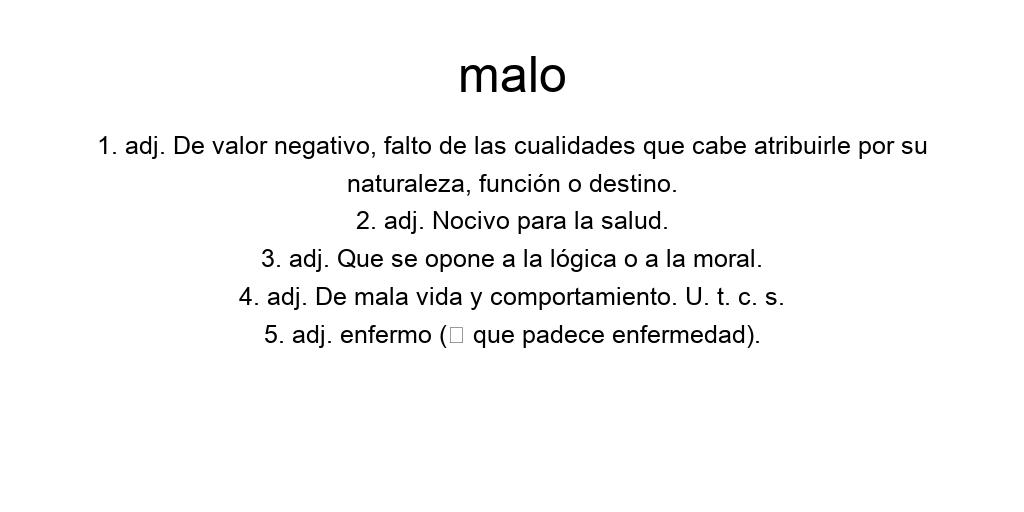 malo
1. adj. De valor negativo, falto de las cualidades que cabe atribuirle por su
naturaleza, función o destino.
2. adj. Nocivo para la salud.
3. adj. Que se opone a la lógica o a la moral.
4. adj. De mala vida y comportamiento. U. t. c. s.
5. adj. enfermo (□ que padece enfermedad).